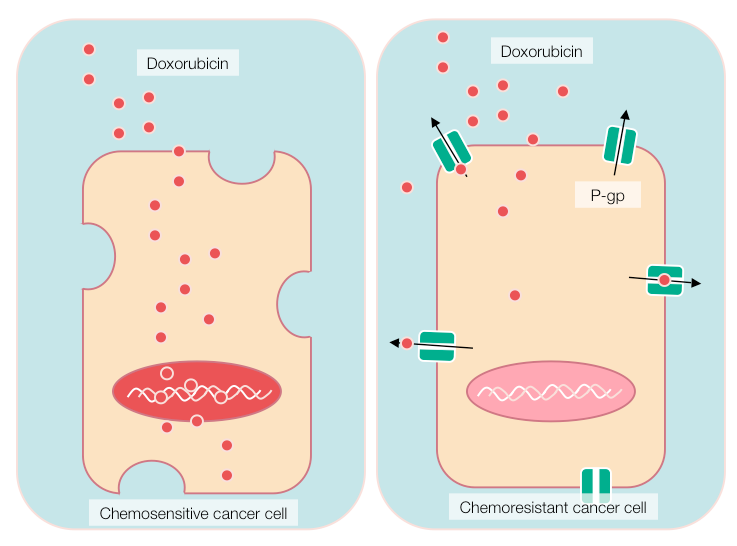 Doxorubicin
Chemosensitive cancer cell
Doxorubicin
P-gp
Chemoresistant cancer cell